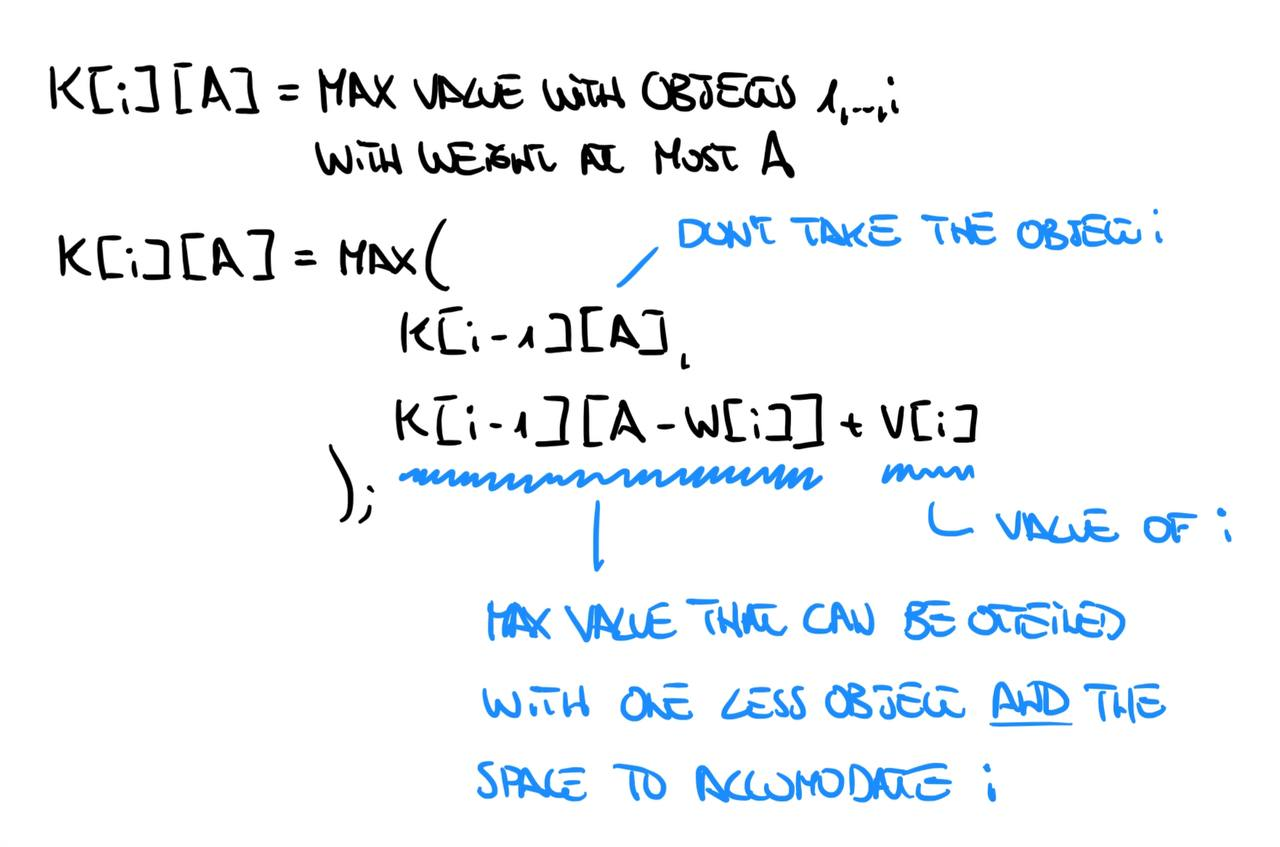 K[i][A] = MAX VALUE WITH OBJECTS 1,...,i
WITH WEIGHT AT MOST A
DON'T TAKE THE OBJECT i
K[i][A] = MAX(
K[i-1][A],
K[i-1][A-W[i]] + V[i]
);
VALUE OF i
MAX VALUE THAT CAN BE
WITH ONE LESS OBJECT AND THE
SPACE TO ACCOMODATE i